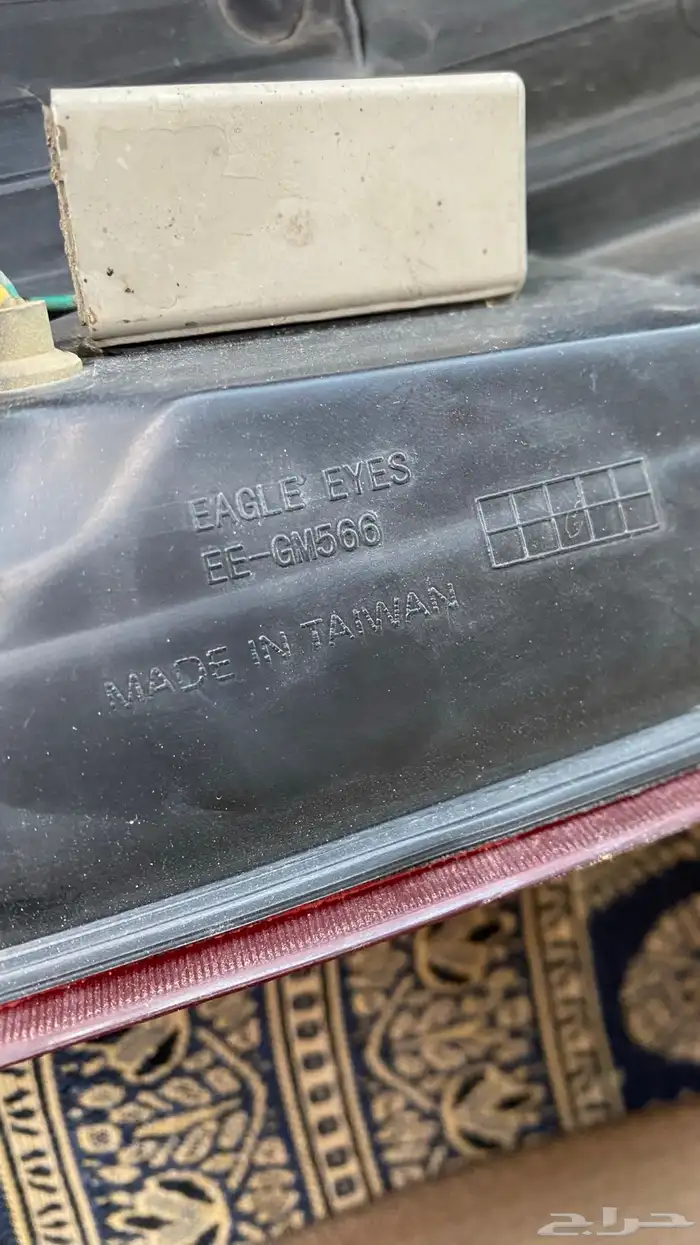 EAGLE EYES
EE-GM566
G
MADE IN TAIWAN
حراج